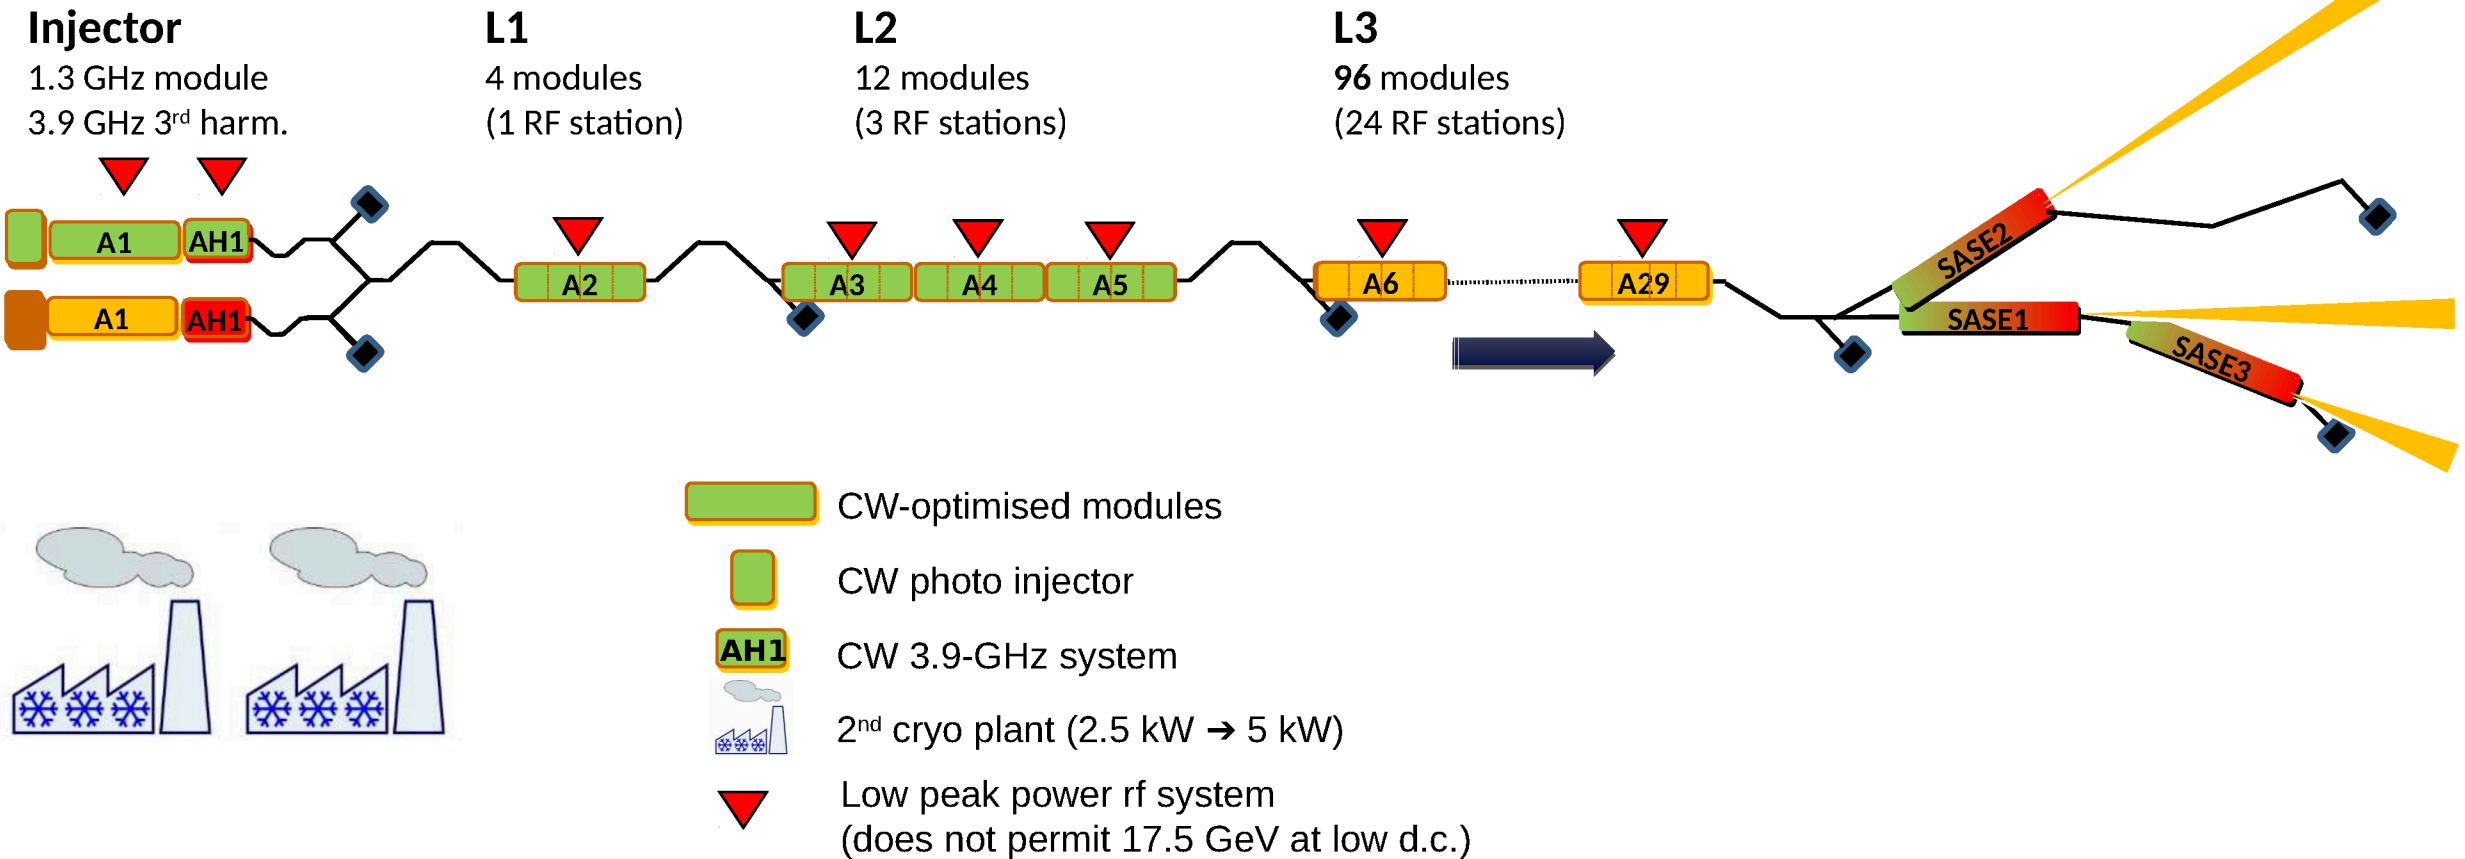 Injector
1.3 GHz module
3.9 GHz 3rd harm.
L1
4 modules
(1 RF station)
L2
12 modules
(3 RF stations)
L3
96 modules
(24 RF stations)
A1
AH1
A1
AH1
A2
A3
A4
A5
A6
A29
SASE2
SASE1
SASE3
CW-optimised modules
CW photo injector
AH1
CW 3.9-GHz system
2nd cryo plant (2.5 kW ➔ 5 kW)
Low peak power rf system
(does not permit 17.5 GeV at low d.c.)